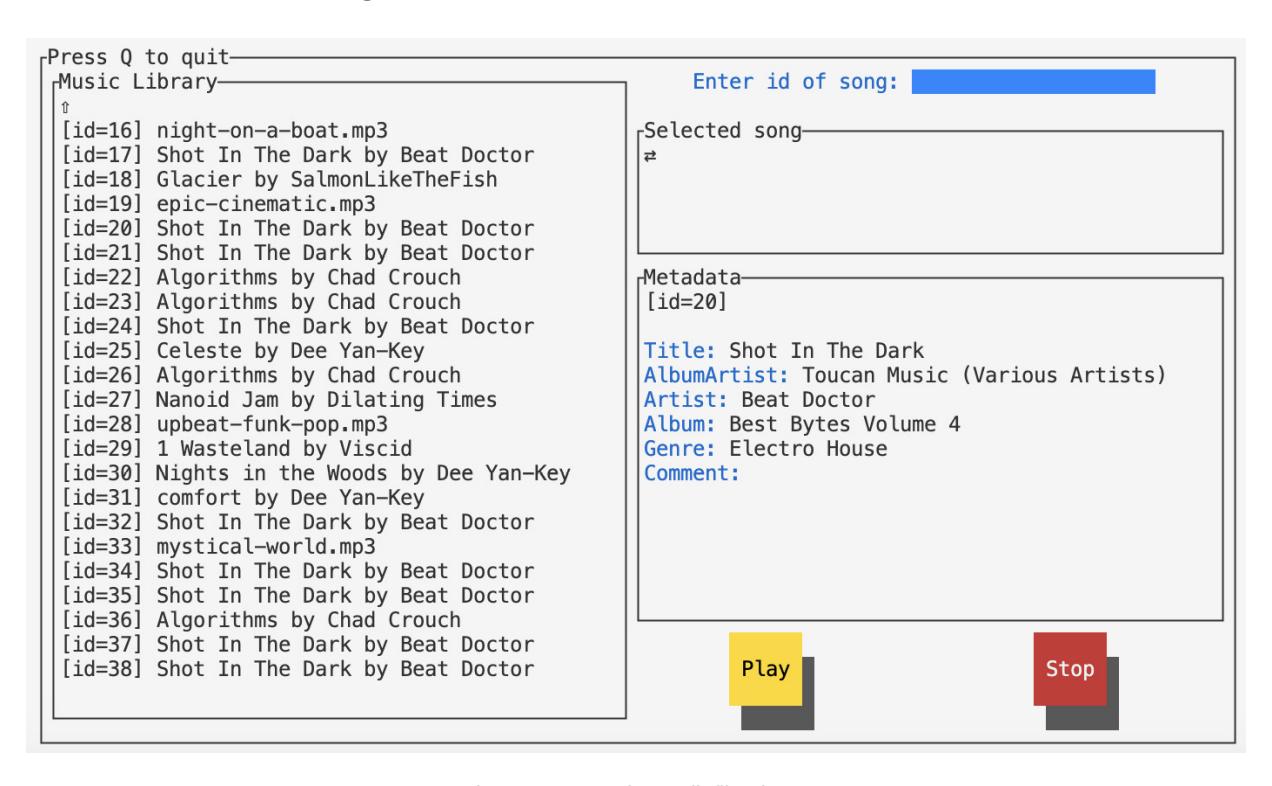 Press Q to quit
Music Library
⇧
[id=16] night-on-a-boat.mp3
[id=17] Shot In The Dark by Beat Doctor
[id=18] Glacier by SalmonLikeTheFish
[id=19] epic-cinematic.mp3
[id=20] Shot In The Dark by Beat Doctor
[id=21] Shot In The Dark by Beat Doctor
[id=22] Algorithms by Chad Crouch
[id=23] Algorithms by Chad Crouch
[id=24] Shot In The Dark by Beat Doctor
[id=25] Celeste by Dee Yan-Key
[id=26] Algorithms by Chad Crouch
[id=27] Nanoid Jam by Dilating Times
[id=28] upbeat-funk-pop.mp3
[id=29] 1 Wasteland by Viscid
[id=30] Nights in the Woods by Dee Yan-Key
[id=31] comfort by Dee Yan-Key
[id=32] Shot In The Dark by Beat Doctor
[id=33] mystical-world.mp3
[id=34] Shot In The Dark by Beat Doctor
[id=35] Shot In The Dark by Beat Doctor
[id=36] Algorithms by Chad Crouch
[id=37] Shot In The Dark by Beat Doctor
[id=38] Shot In The Dark by Beat Doctor
Enter id of song:
Selected song
⇄
Metadata
[id=20]
Title: Shot In The Dark
AlbumArtist: Toucan Music (Various Artists)
Artist: Beat Doctor
Album: Best Bytes Volume 4
Genre: Electro House
Comment:
Play
Stop